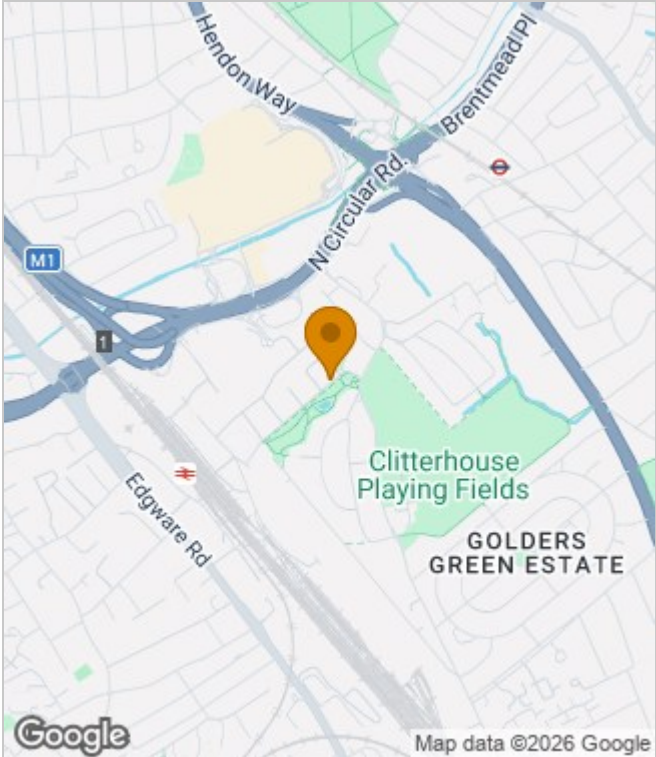 Hendon Way
Brentmead Pl
N Circular Rd.
M1
1
Clitterhouse
Playing Fields
Edgware Rd
GOLDERS
GREEN ESTATE
Google
Map data ©2026 Google